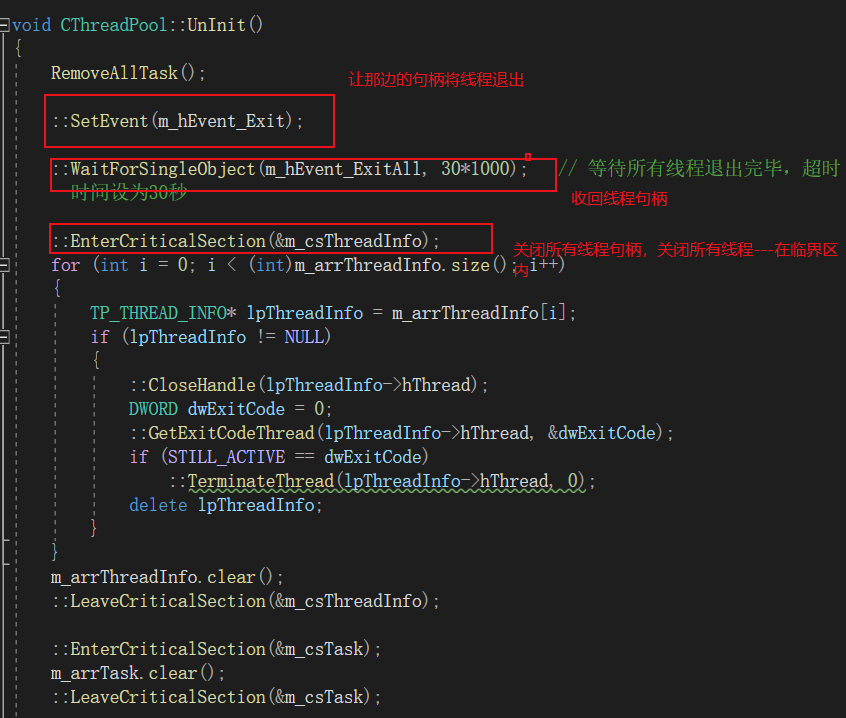 void CThreadPool::UnInit()
{
RemoveAllTask();
让那边的句柄将线程退出
::SetEvent(m_hEvent_Exit);
::WaitForSingleObject(m_hEvent_ExitAll, 30*1000); // 等待所有线程退出完毕，超时
时间设为30秒
收回线程句柄
::EnterCriticalSection(&m_csThreadInfo);
关闭所有线程句柄，关闭所有线程---在临界区
内
for (int i = 0; i < (int)m_arrThreadInfo.size(); i++)
{
TP_THREAD_INFO* lpThreadInfo = m_arrThreadInfo[i];
if (lpThreadInfo != NULL)
{
::CloseHandle(lpThreadInfo->hThread);
DWORD dwExitCode = 0;
::GetExitCodeThread(lpThreadInfo->hThread, &dwExitCode);
if (STILL_ACTIVE == dwExitCode)
::TerminateThread(lpThreadInfo->hThread, 0);
delete lpThreadInfo;
}
}
m_arrThreadInfo.clear();
::LeaveCriticalSection(&m_csThreadInfo);
::EnterCriticalSection(&m_csTask);
m_arrTask.clear();
::LeaveCriticalSection(&m_csTask);